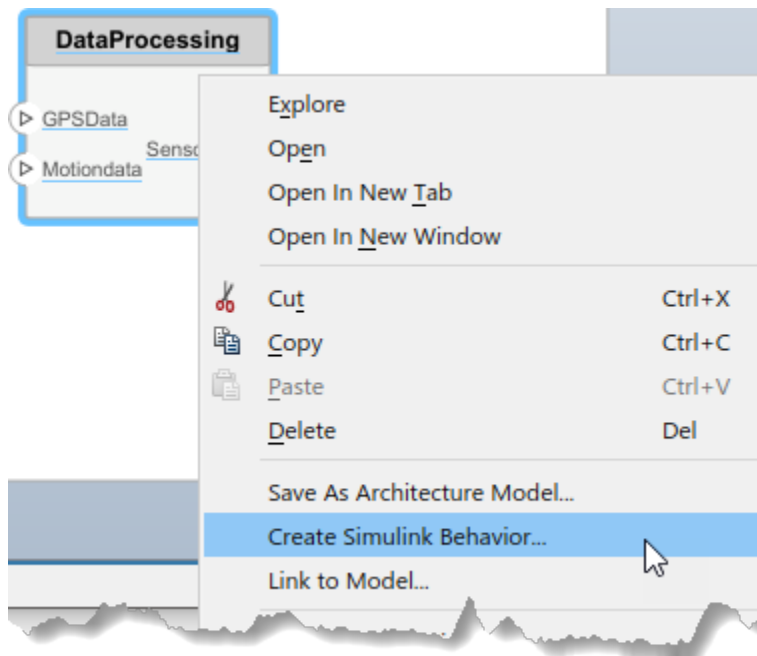 DataProcessing
GPSData
Motiondata
Explore
Open
Open In New Tab
Open In New Window
Cut Ctrl+X
Copy Ctrl+C
Paste Ctrl+V
Delete Del
Save As Architecture Model...
Create Simulink Behavior...
Link to Model...